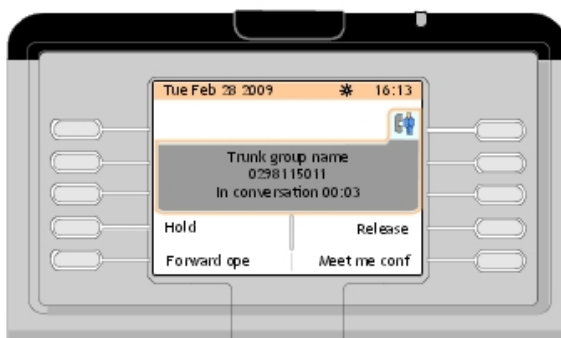 Tue Feb 28 2009 16:13
Trunk group name
0298115011
In conversation 00:03
Hold Release
Forward ope Meet me conf